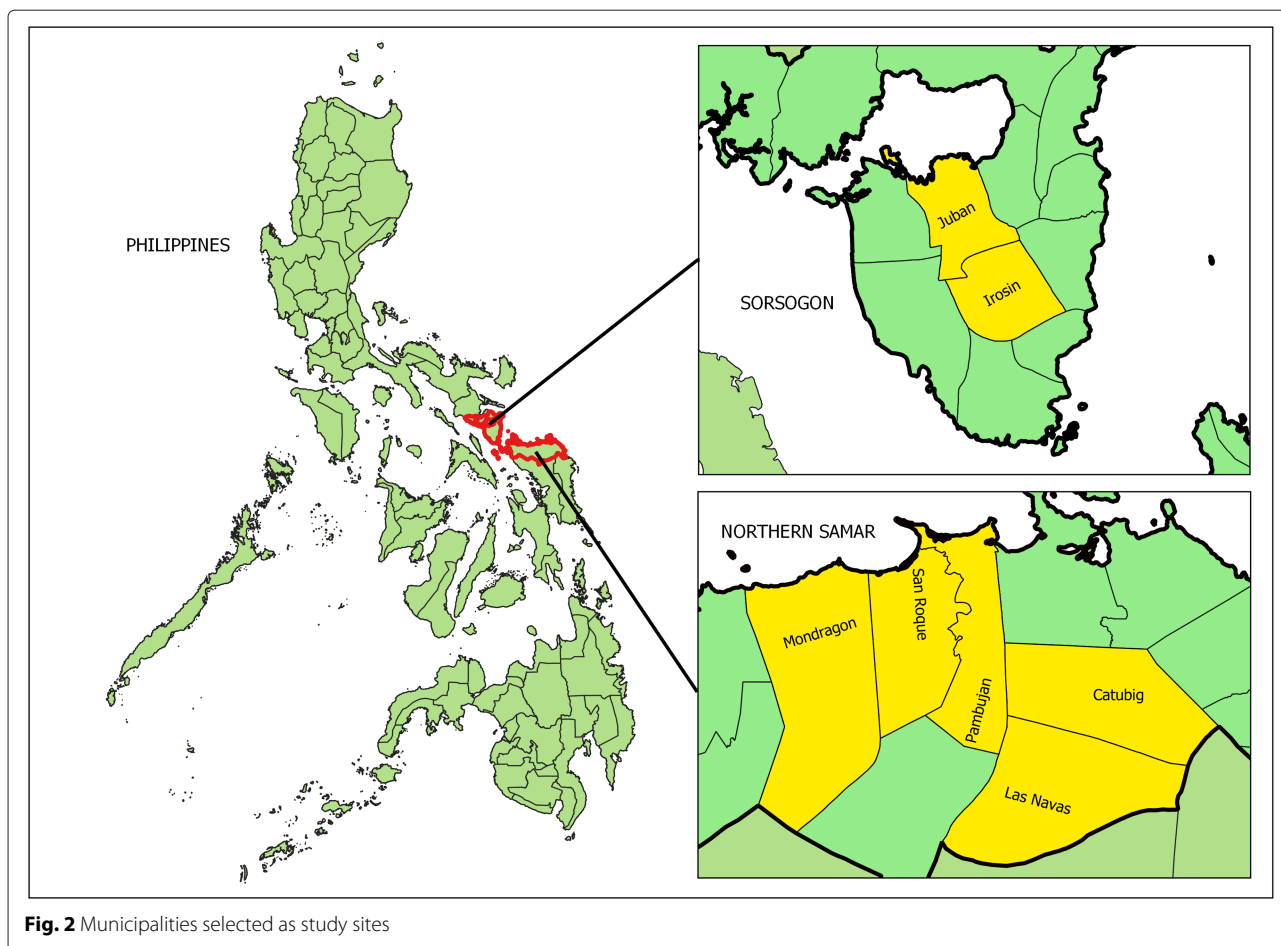 PHILIPPINES
SORSOGON
Juban
Irosin
NORTHERN SAMAR
Mondragon
San Roque
Pambujan
Catubig
Las Navas
Fig. 2 Municipalities selected as study sites